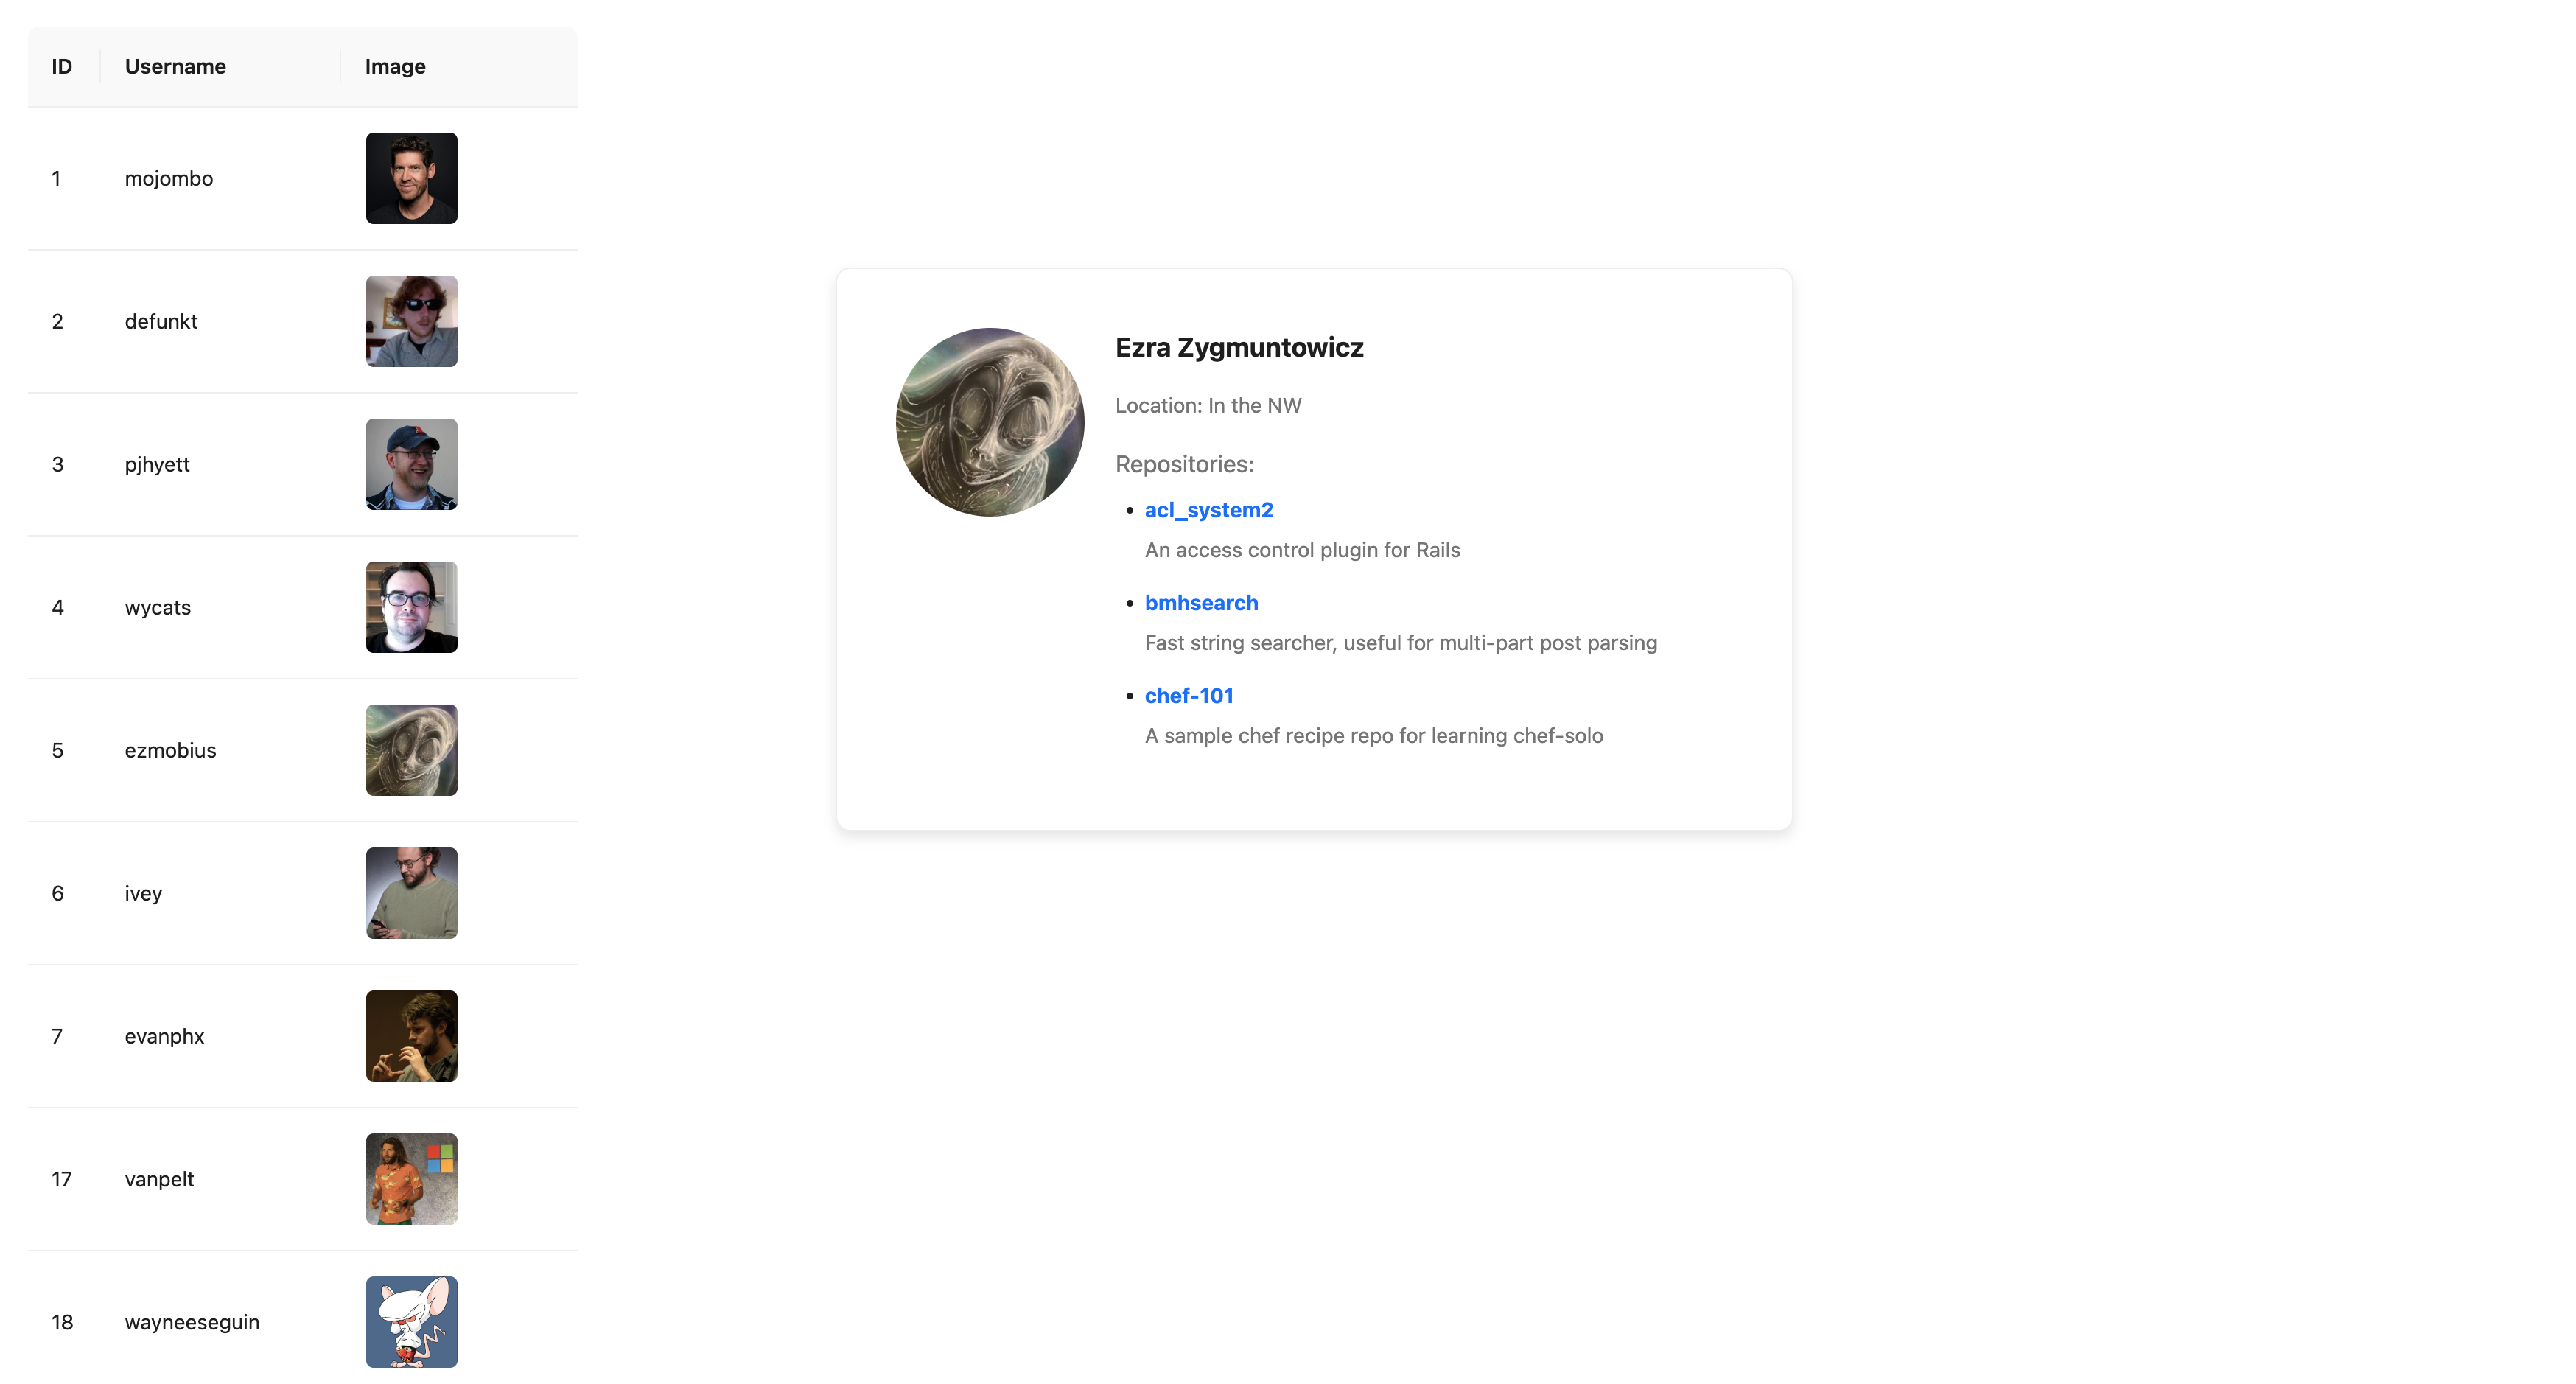 ID Username Image
1 mojombo
2 defunkt
3 pjhyett
4 wycats
5 ezmobius
6 ivey
7 evanphx
17 vanpelt
18 wayneeseguin
Ezra Zygmuntowicz
Location: In the NW
Repositories:
• acl_system2
An access control plugin for Rails
• bmhsearch
Fast string searcher, useful for multi-part post parsing
• chef-101
A sample chef recipe repo for learning chef-solo